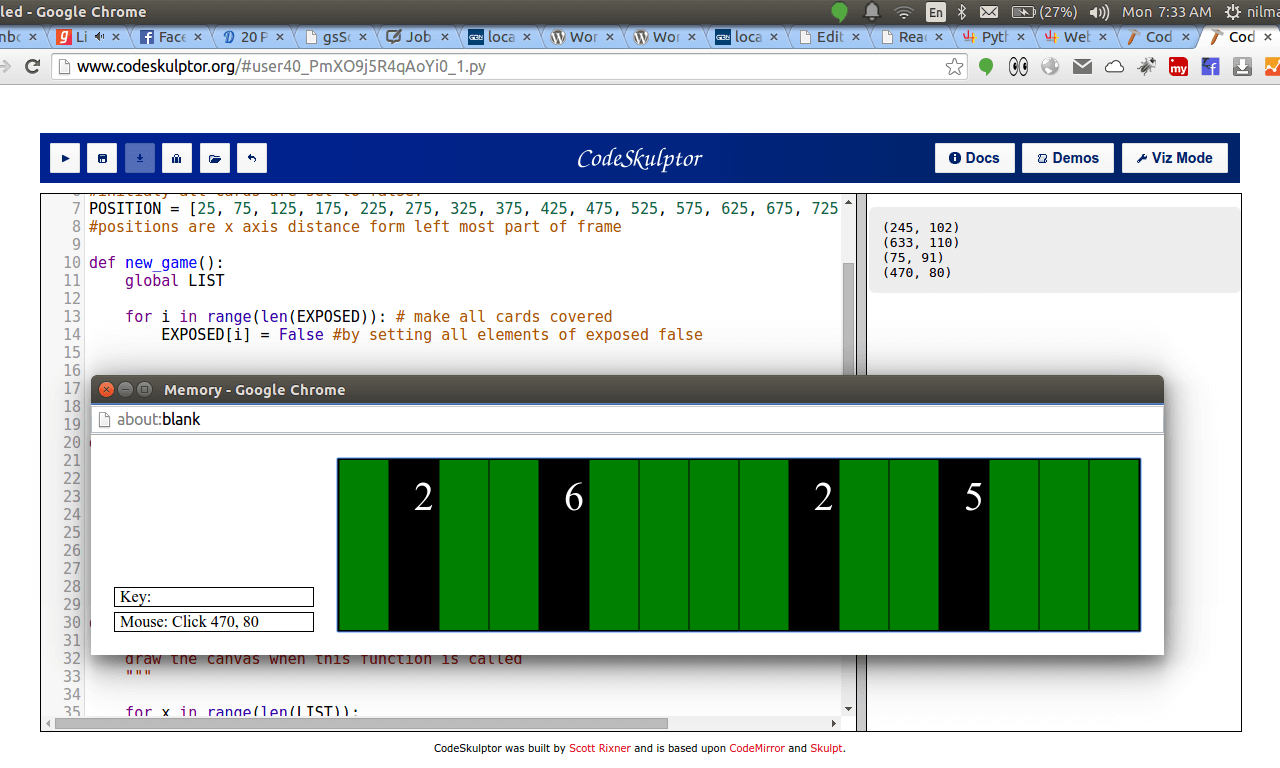 led - Google Chrome
En (27%) Mon 7:33 AM nilma
nbc Li Face 20 P gsSo Job loca Wor Wor loca Edit Read Pyth Web Cod Cod
www.codeskulptor.org/#user40_PmXO9j5R4qAoYi0_1.py
my
CodeSkulptor
Docs Demos Viz Mode
#initialy all cards are set to false.
7 POSITION = [25, 75, 125, 175, 225, 275, 325, 375, 425, 475, 525, 575, 625, 675, 725
8 #positions are x axis distance form left most part of frame
9
10 def new_game():
11 global LIST
12
13 for i in range(len(EXPOSED)): # make all cards covered
14 EXPOSED[i] = False #by setting all elements of exposed false
15
16
17
18
19
20
21
22
23
24
25
26
27
28
29
30
31
32 draw the canvas when this function is called
33 """
34
35 for x in range(len(LIST)):
(245, 102)
(633, 110)
(75, 91)
(470, 80)
Memory - Google Chrome
about:blank
2 6 2 5
Key:
Mouse: Click 470, 80
CodeSkulptor was built by Scott Rixner and is based upon CodeMirror and Skulpt.